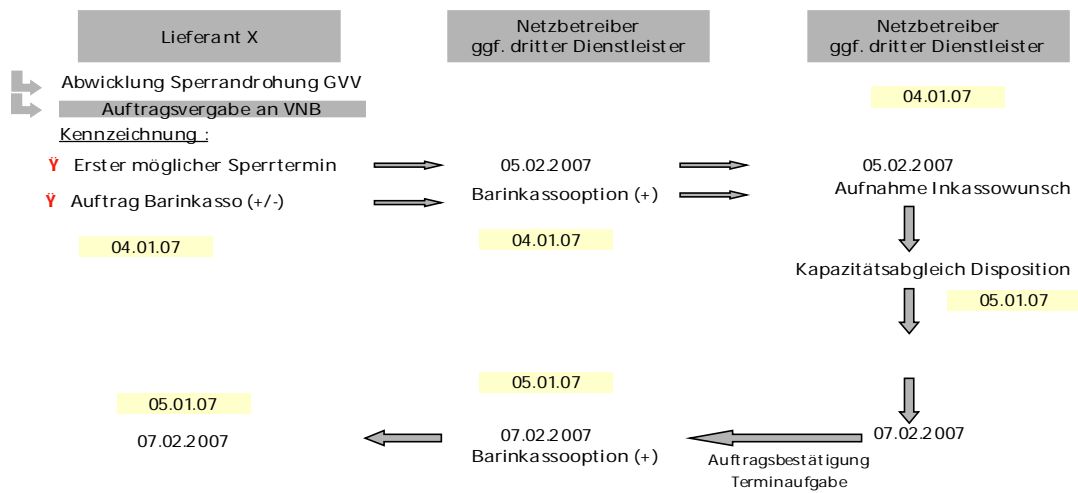 Lieferant X
Netzbetreiber
ggf. dritter Dienstleister
Netzbetreiber
ggf. dritter Dienstleister
Abwicklung Sperrandrohung GVV
Auftragsvergabe an VNB
04.01.07
Kennzeichnung :
Ÿ Erster möglicher Sperrtermin
05.02.2007
05.02.2007
Ÿ Auftrag Barinkasso (+/-)
Barinkassooption (+)
Aufnahme Inkassowunsch
04.01.07
04.01.07
Kapazitätsabgleich Disposition
05.01.07
05.01.07
05.01.07
07.02.2007
07.02.2007
07.02.2007
Barinkassooption (+)
Auftragsbestätigung
Terminaufgabe